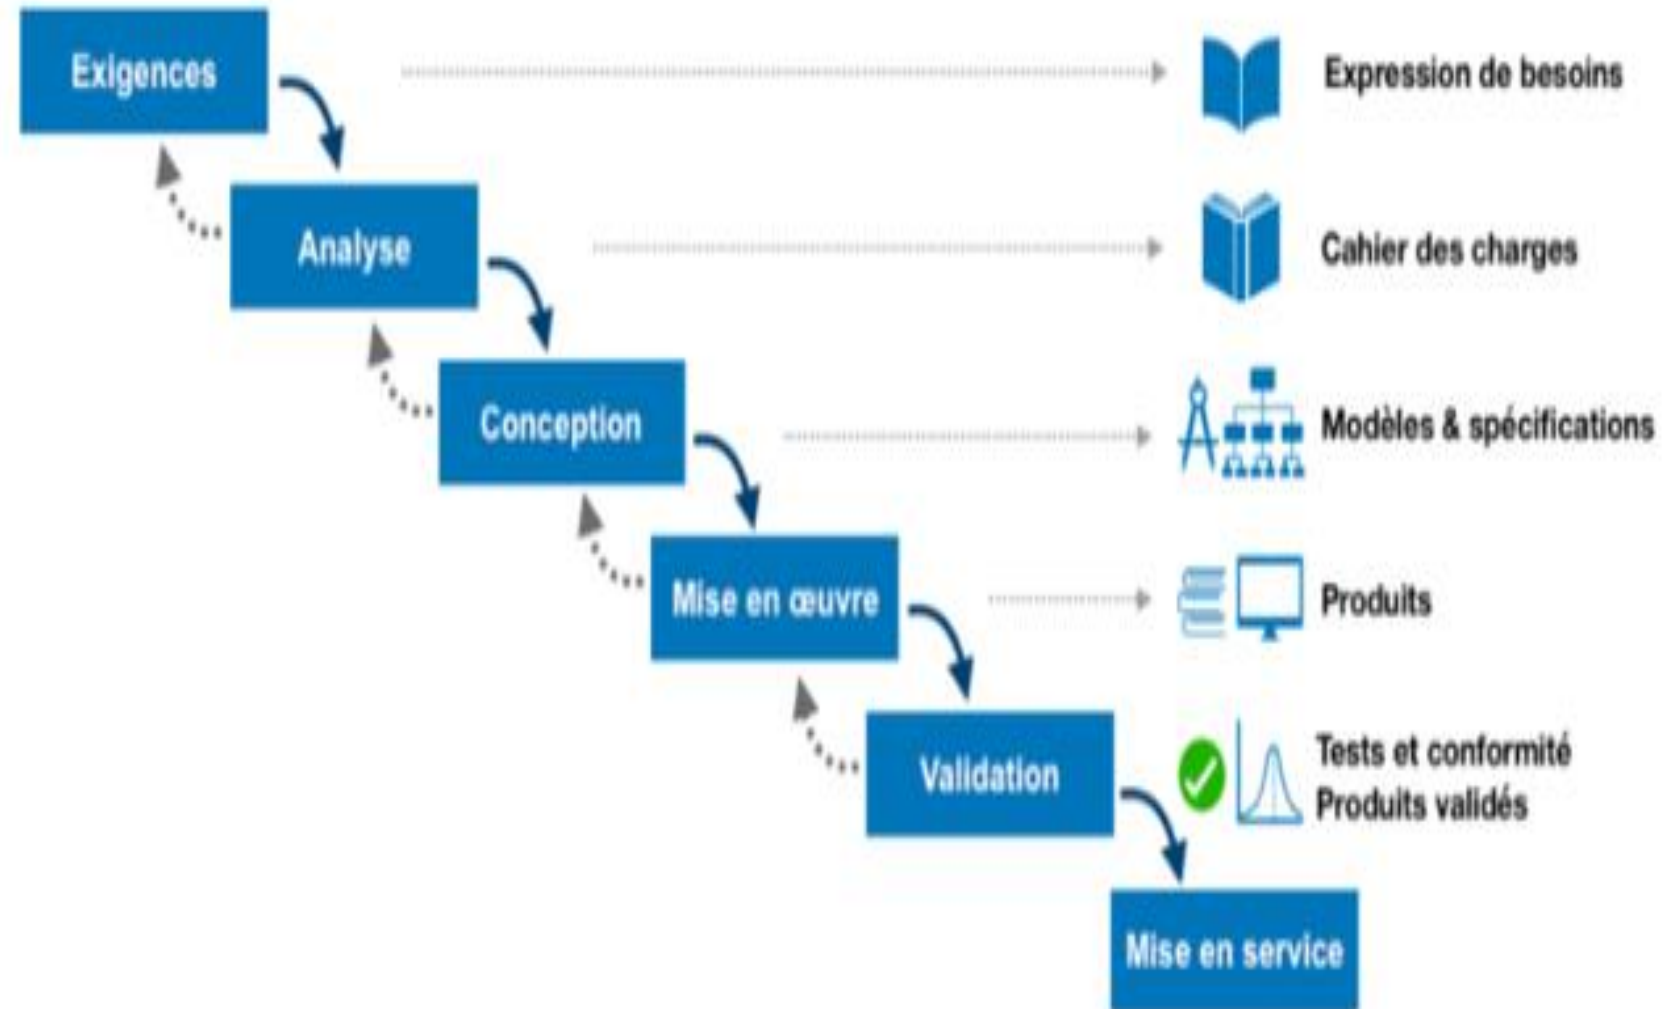 Exigences
Expression de besoins
Analyse
Cahier des charges
Conception
Modèles & spécifications
Mise en œuvre
Produits
Validation
Tests et conformité
Produits validés
Mise en service